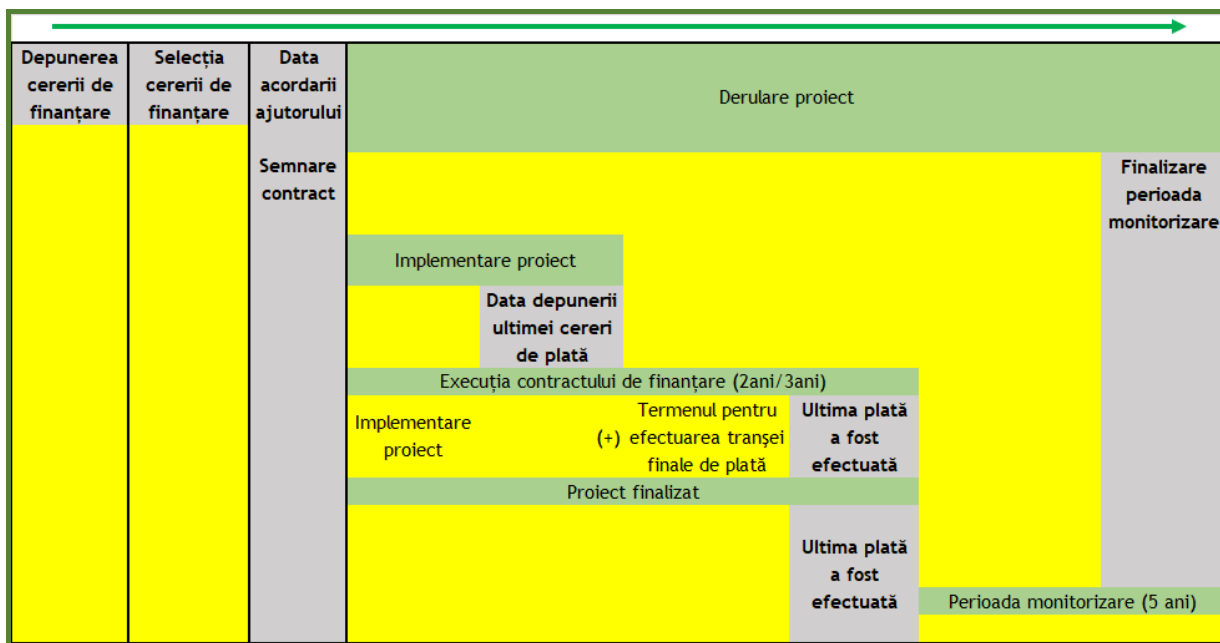 Depunerea
cererii de
finanțare
Selecția
cererii de
finanțare
Data
acordarii
ajutorului
Semnare
contract
Derulare proiect
Finalizare
perioada
monitorizare
Implementare proiect
Data depunerii
ultimei cereri
de plată
Execuția contractului de finanțare (2ani/3ani)
Implementare
proiect
(+)
Termenul pentru
efectuarea tranșei
finale de plată
Ultima plată
a fost
efectuată
Proiect finalizat
Ultima plată
a fost
efectuată
Perioada monitorizare (5 ani)